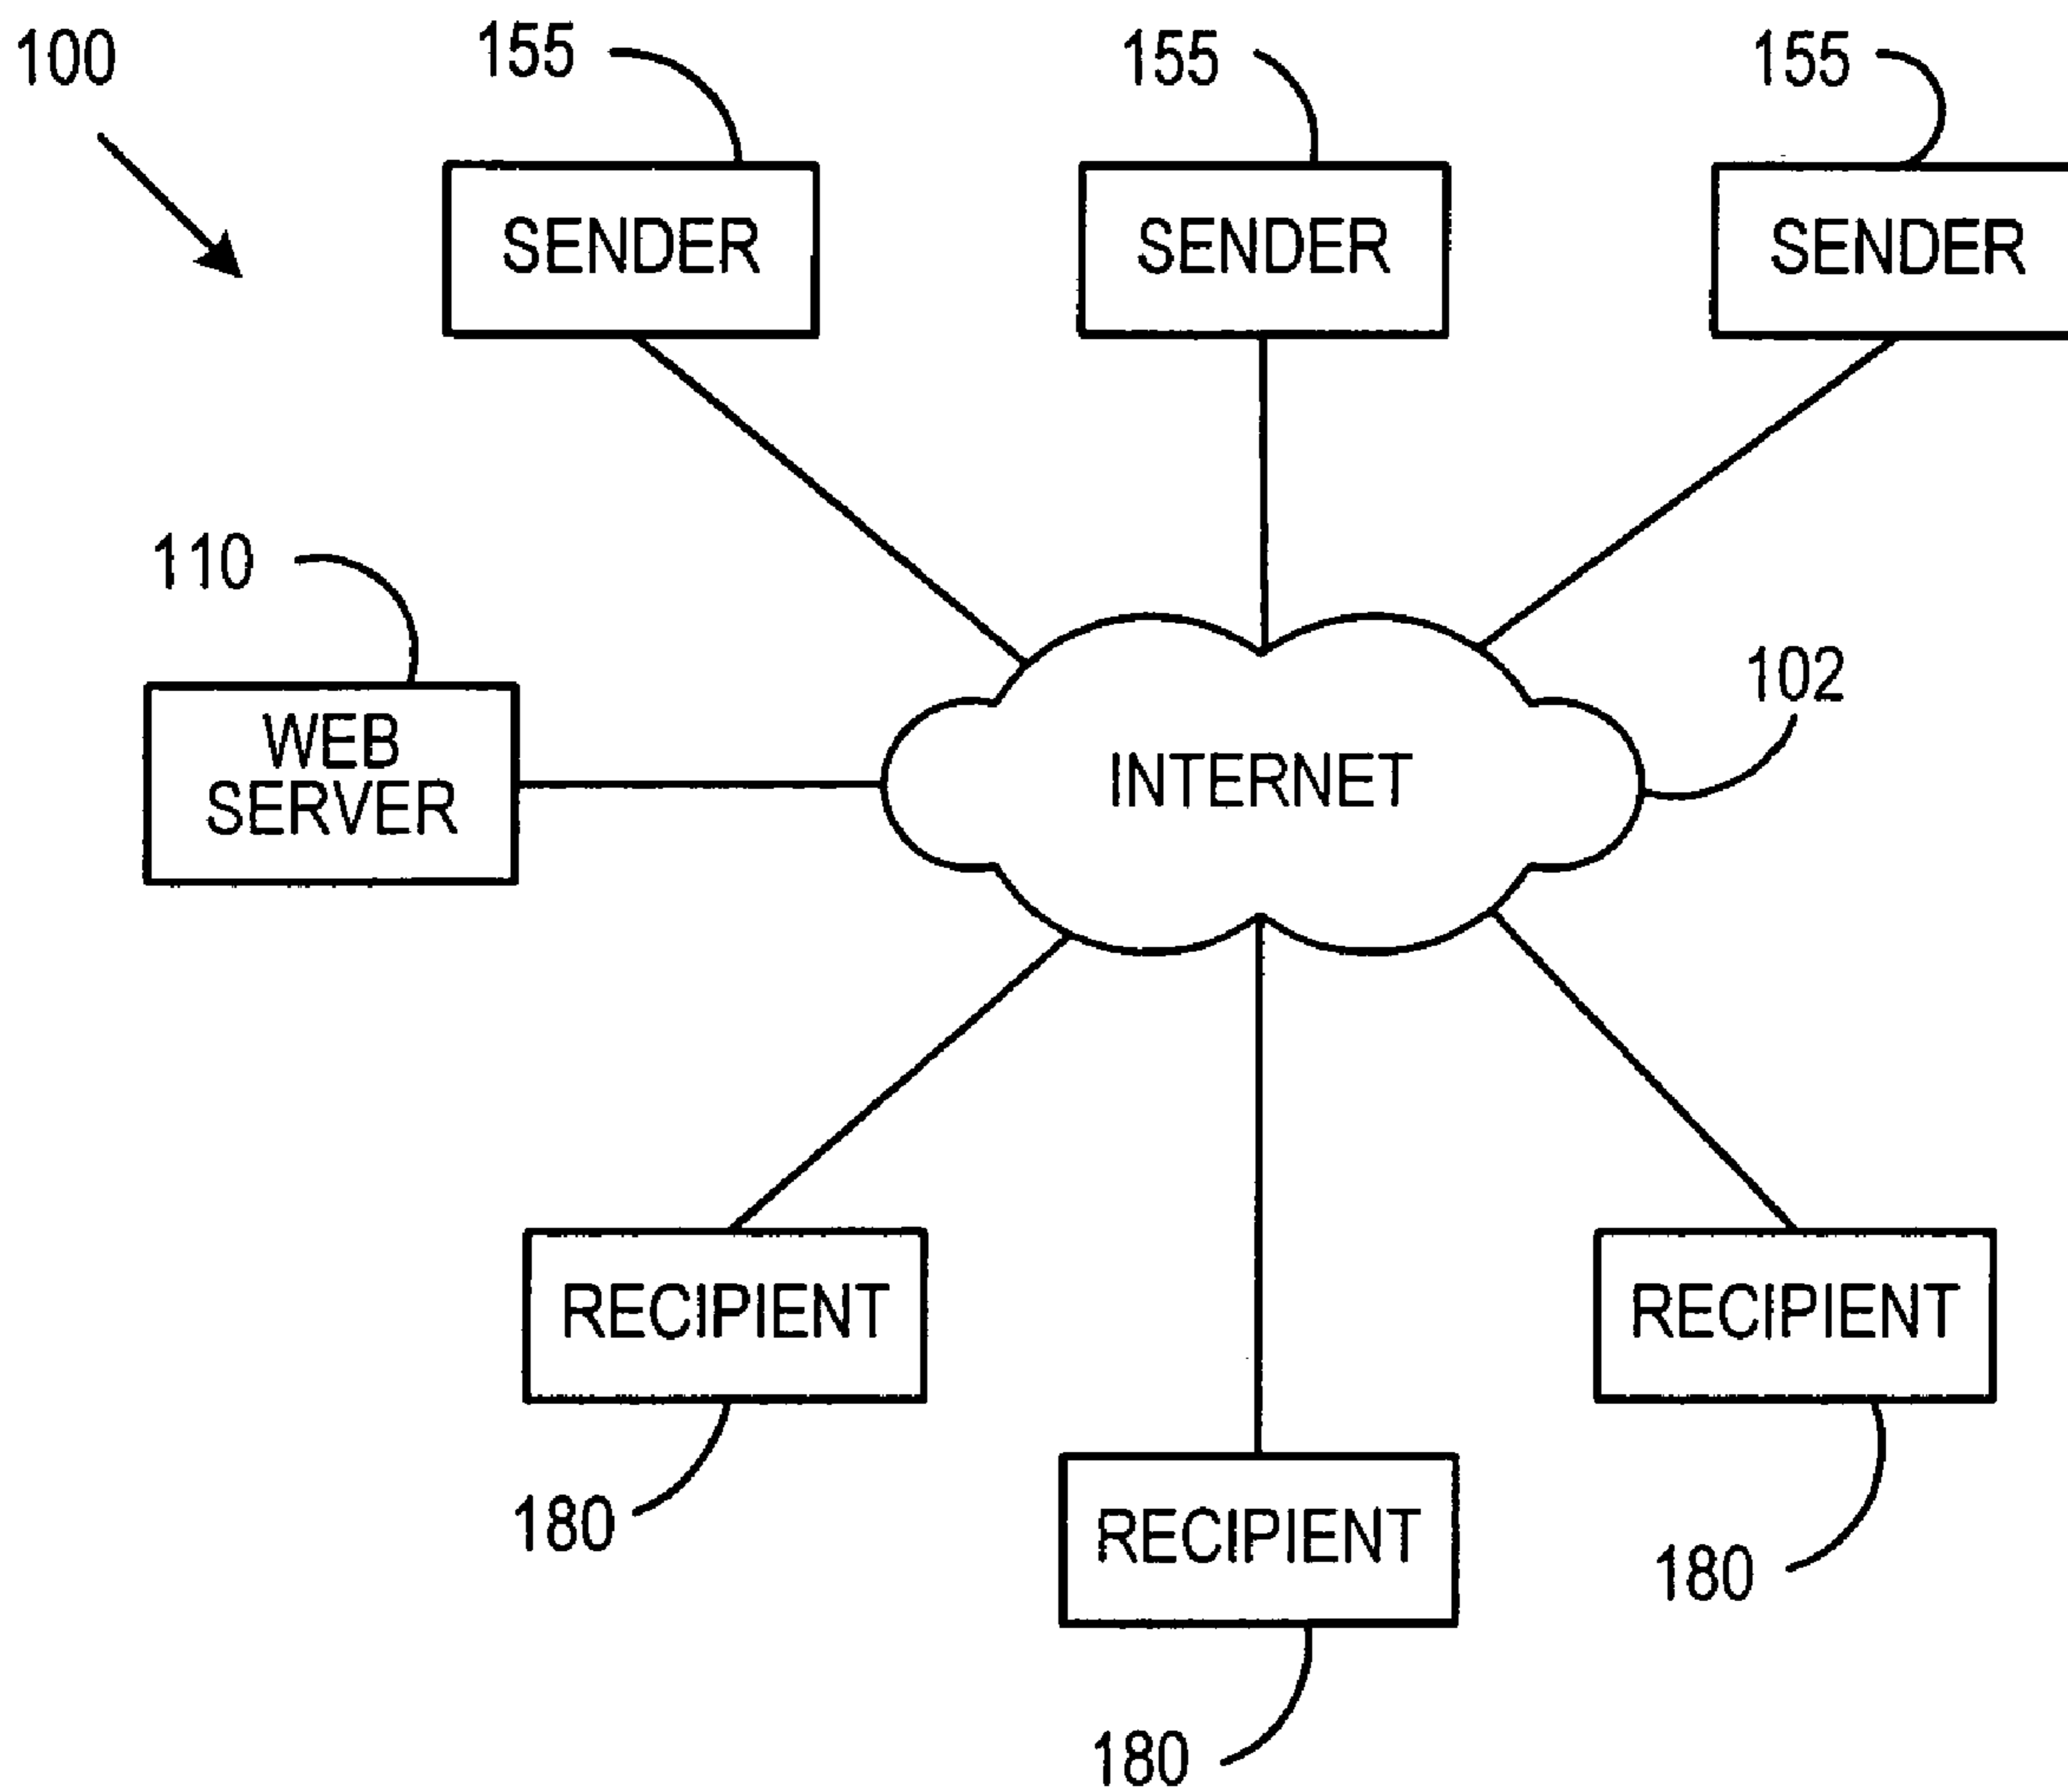 100
155
155
155
SENDER
SENDER
SENDER
110
WEB
SERVER
INTERNET
102
RECIPIENT
RECIPIENT
180
RECIPIENT
180
180